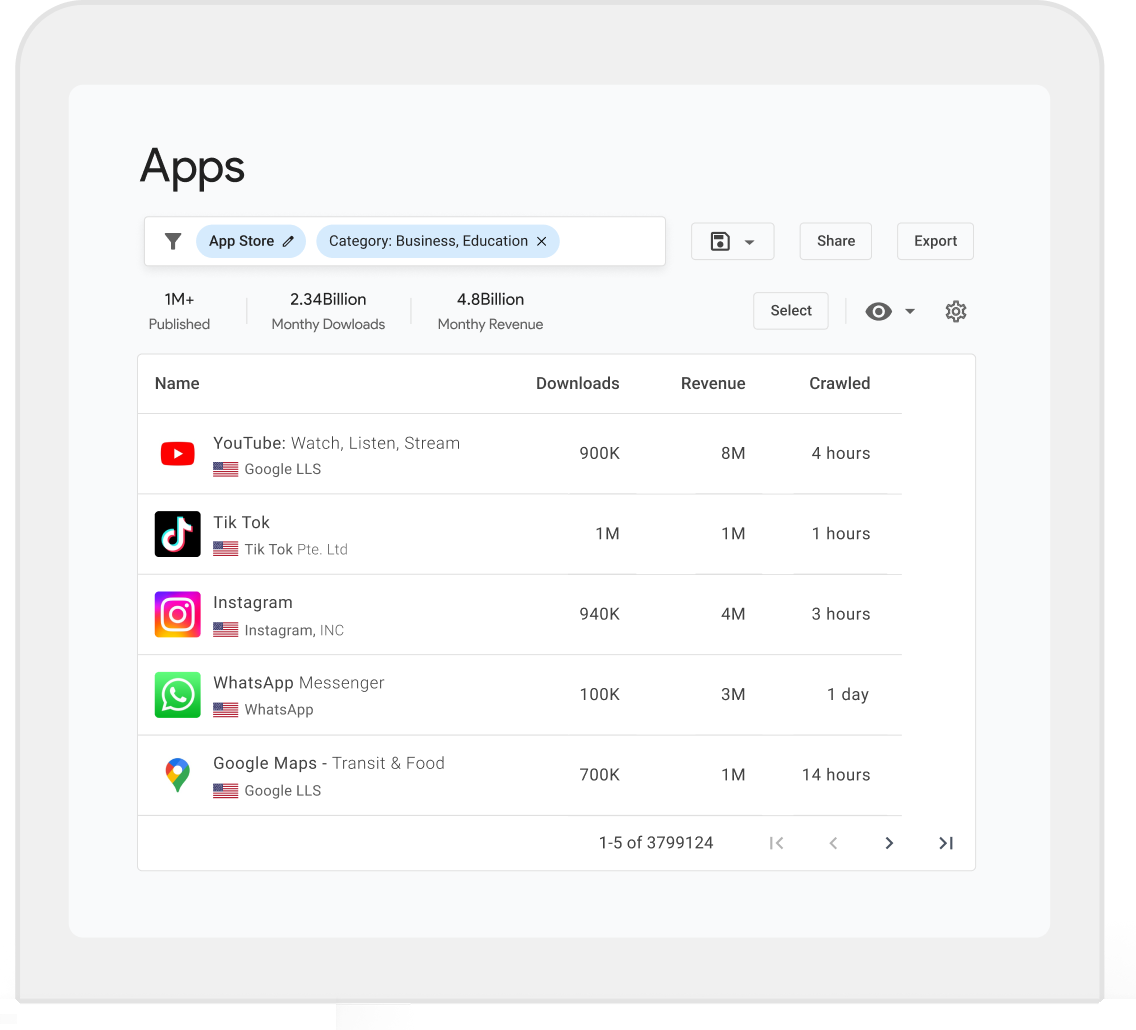 Apps
App Store Category: Business, Education Share Export
1M+ 2.34Billion 4.8Billion
Published Monthy Dowloads Monthy Revenue Select
Name Downloads Revenue Crawled
YouTube: Watch, Listen, Stream 900K 8M 4 hours
Google LLS
Tik Tok 1M 1M 1 hours
Tik Tok Pte. Ltd
Instagram 940K 4M 3 hours
Instagram, INC
WhatsApp Messenger 100K 3M 1 day
WhatsApp
Google Maps - Transit & Food 700K 1M 14 hours
Google LLS
1-5 of 3799124